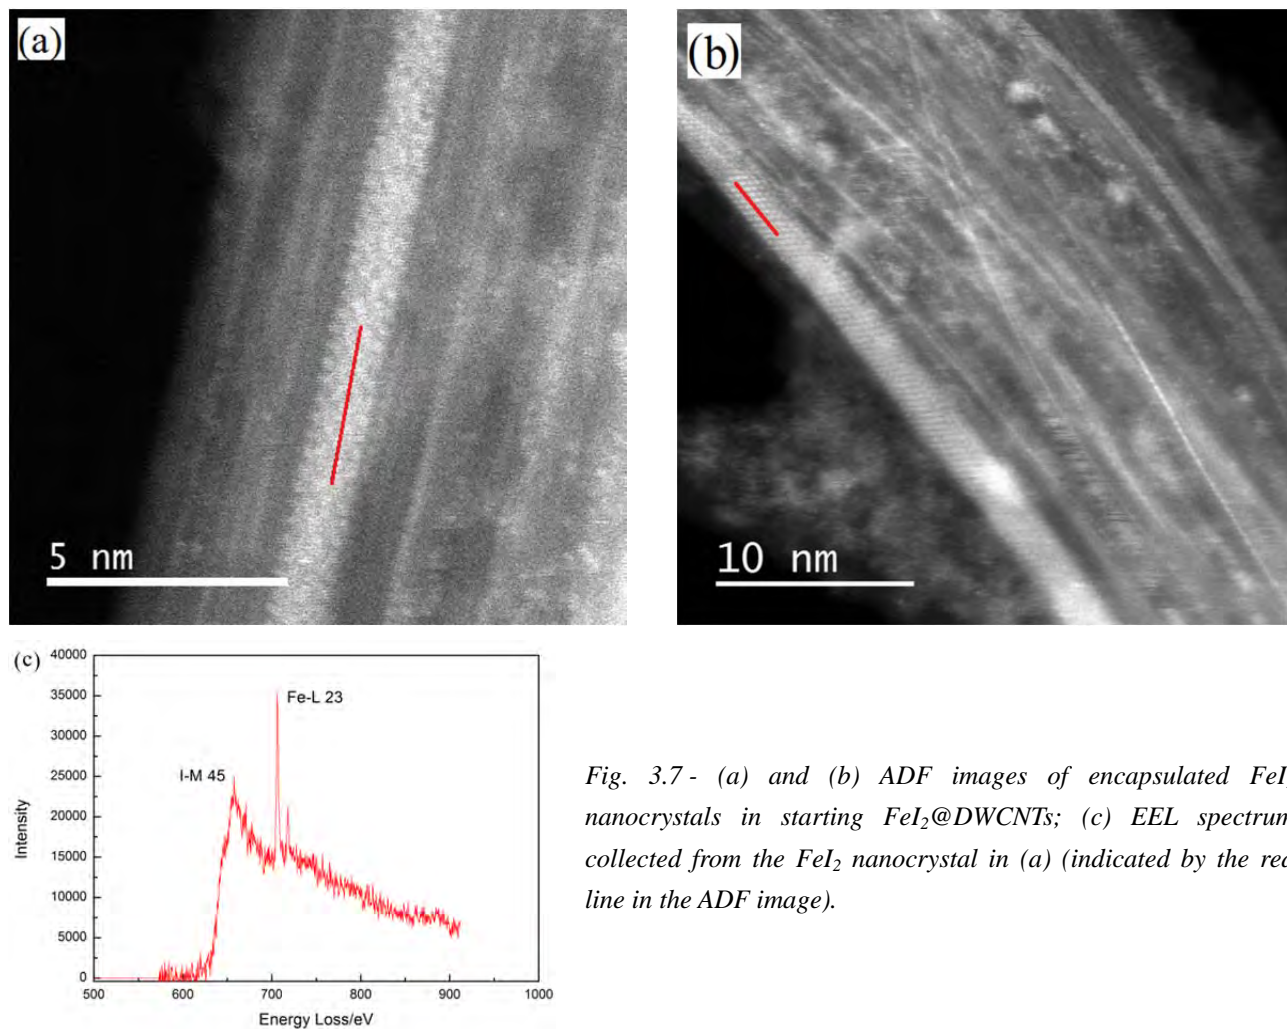 (a)
(b)
5 nm
10 nm
(c)
40000
35000
30000
25000
20000
15000
10000
5000
0
Intensity
Fe-L 23
I-M 45
500 600 700 800 900 1000
Energy Loss/eV
Fig. 3.7 - (a) and (b) ADF images of encapsulated FeI
nanocrystals in starting FeI₂@DWCNTs; (c) EEL spectrum
collected from the FeI₂ nanocrystal in (a) (indicated by the
line in the ADF image).